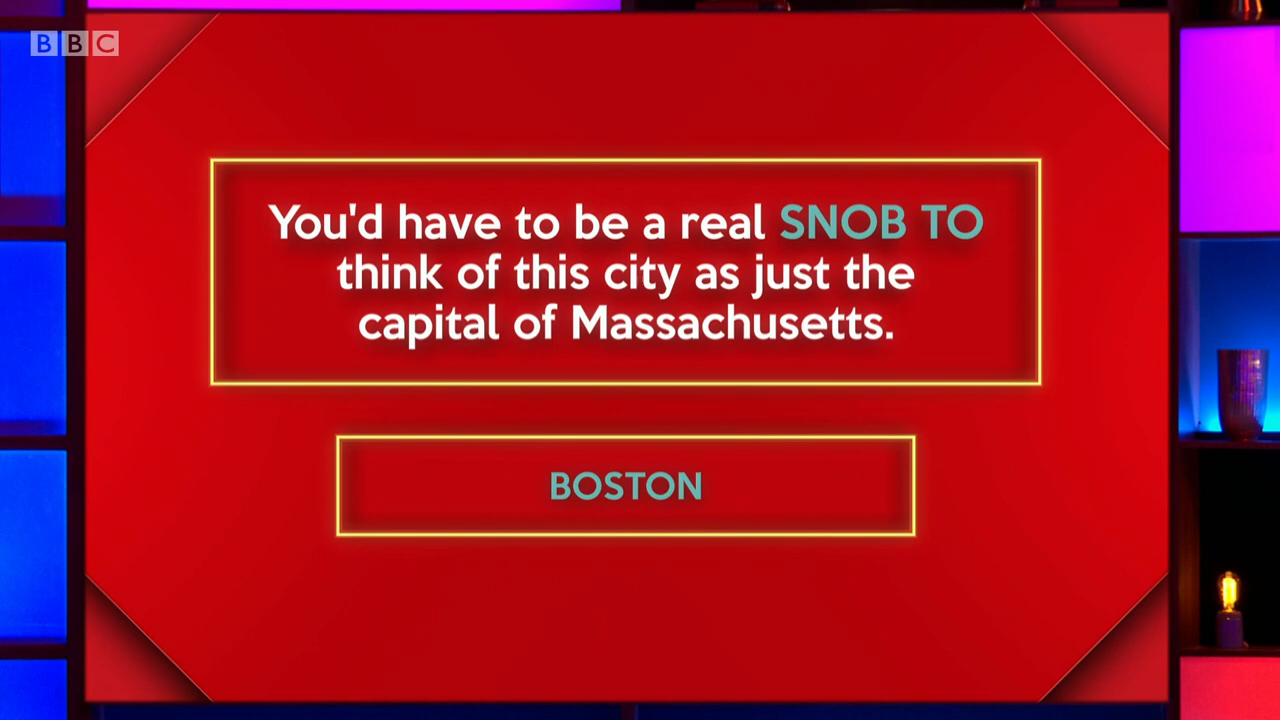 BBC
You'd have to be a real SNOB TO
think of this city as just the
capital of Massachusetts.
BOSTON